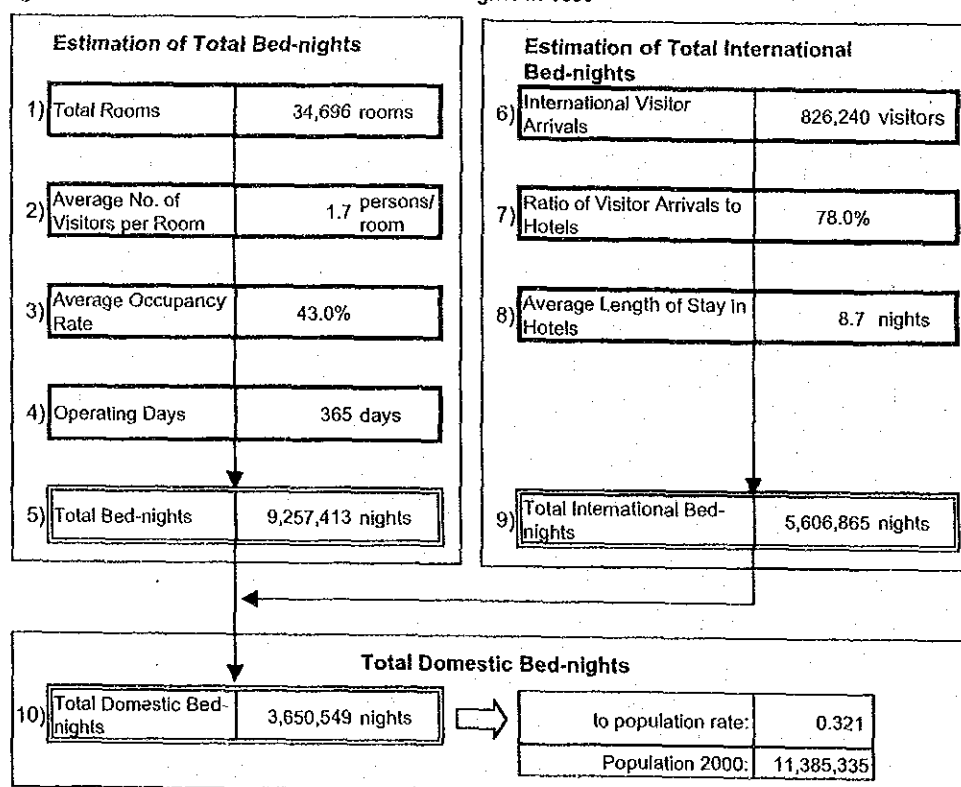 Estimation of Total Bed-nights
1) Total Rooms 34,696 rooms
2) Average No. of
Visitors per Room 1.7 persons/
room
3) Average Occupancy
Rate 43.0%
4) Operating Days 365 days
5) Total Bed-nights 9,257,413 nights
Estimation of Total International
Bed-nights
6) International Visitor
Arrivals 826,240 visitors
7) Ratio of Visitor Arrivals to
Hotels 78.0%
8) Average Length of Stay in
Hotels 8.7 nights
9) Total International Bed-
nights 5,606,865 nights
Total Domestic Bed-nights
10) Total Domestic Bed-
nights 3,650,549 nights
to population rate: 0.321
Population 2000: 11,385,335